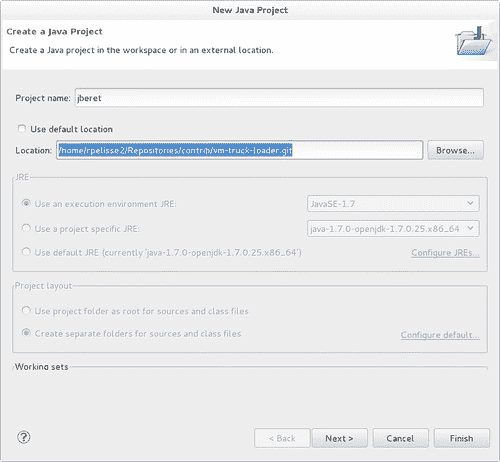 New Java Project
Create a Java Project
Create a Java project in the workspace or in an external location.
Project name: jberet
Use default location
Location: /home/rpelisse2/Repositories/contrib/vm-truck-loader.git Browse...
JRE
Use an execution environment JRE: JavaSE-1.7
Use a project specific JRE: java-1.7.0-openjdk-1.7.0.25.x86_64
Use default JRE (currently 'java-1.7.0-openjdk-1.7.0.25.x86_64') Configure JREs...
Project layout
Use project folder as root for sources and class files
Create separate folders for sources and class files Configure default...
Working sets
? < Back Next > Cancel Finish